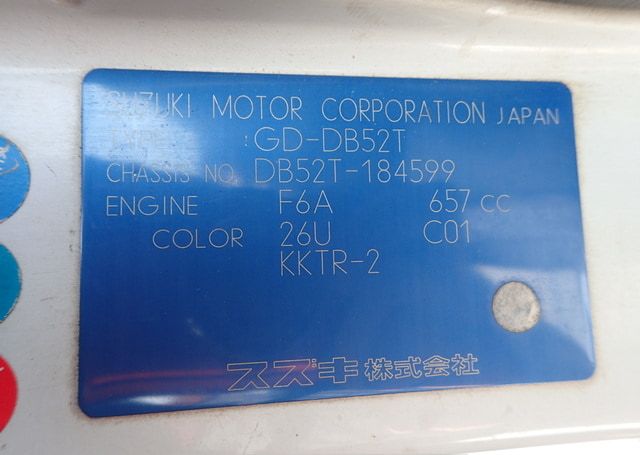 SUZUKI MOTOR CORPORATION JAPAN
TYPE : GD-DB52T
CHASSIS NO. DB52T-184599
ENGINE F6A 657 cc
COLOR 26U C01
KKTR-2
スズキ株式会社